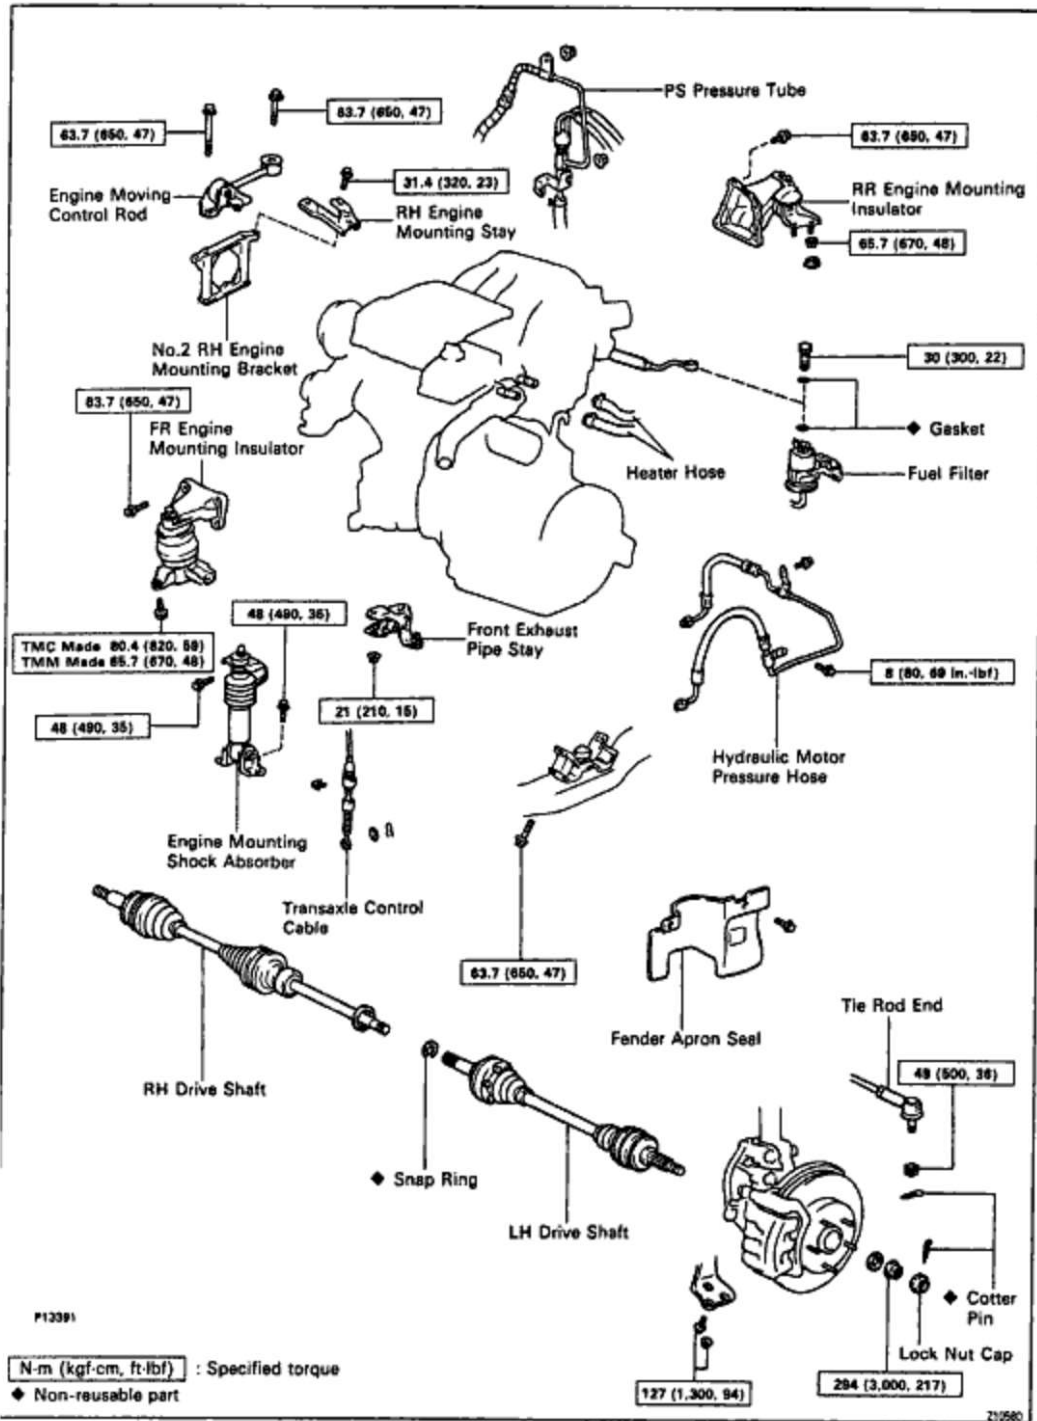 PS Pressure Tube
63.7 (650, 47)
63.7 (650, 47)
63.7 (650, 47)
Engine Moving
Control Rod
31.4 (320, 23)
RH Engine
Mounting Stay
RR Engine Mounting
Insulator
65.7 (670, 48)
No.2 RH Engine
Mounting Bracket
30 (300, 22)
63.7 (650, 47)
FR Engine
Mounting Insulator
◆ Gasket
Heater Hose
Fuel Filter
48 (490, 35)
TMC Made 80.4 (820, 59)
TMM Made 65.7 (670, 48)
Front Exhaust
Pipe Stay
8 (80, 69 in.-lbf)
48 (490, 35)
21 (210, 15)
Hydraulic Motor
Pressure Hose
Engine Mounting
Shock Absorber
Transaxle Control
Cable
63.7 (650, 47)
Tie Rod End
Fender Apron Seal
49 (500, 36)
RH Drive Shaft
◆ Snap Ring
LH Drive Shaft
◆ Cotter
Pin
P13391
Lock Nut Cap
N·m (kgf·cm, ft·lbf) : Specified torque
◆ Non-reusable part
127 (1,300, 94)
294 (3,000, 217)
Z10580